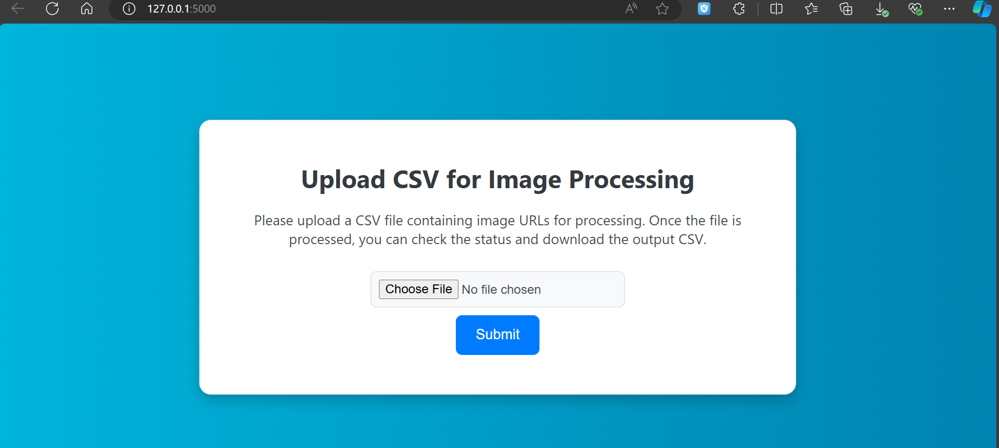 127.0.0.1:5000
Upload CSV for Image Processing
Please upload a CSV file containing image URLs for processing. Once the file is
processed, you can check the status and download the output CSV.
Choose File No file chosen
Submit